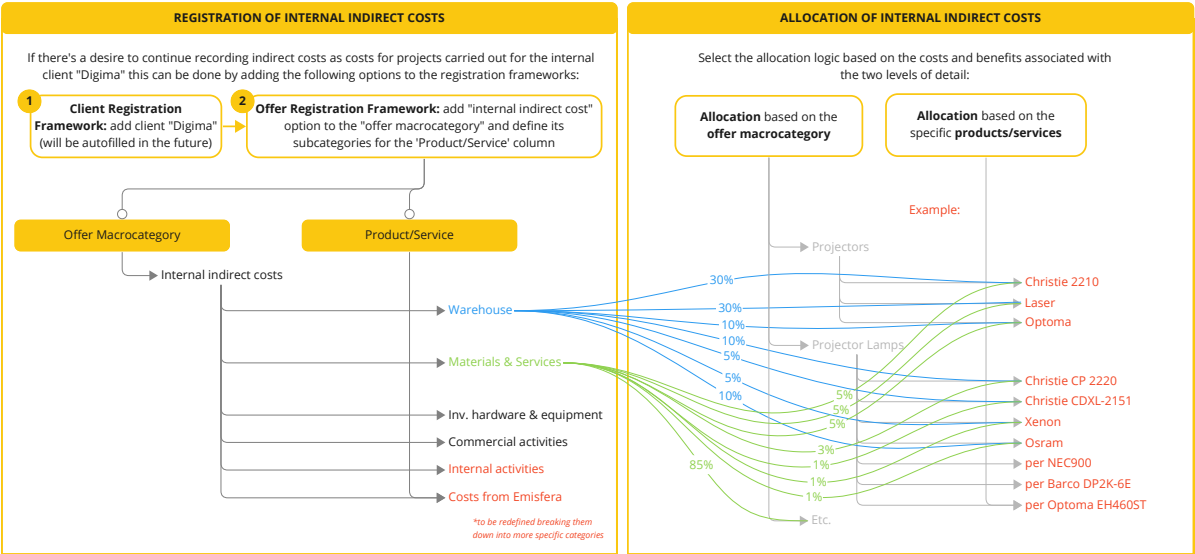 REGISTRATION OF INTERNAL INDIRECT COSTS
If there's a desire to continue recording indirect costs as costs for projects carried out for the internal
client "Digima" this can be done by adding the following options to the registration frameworks:
1
Client Registration
Framework: add client "Digima"
(will be autofilled in the future)
2
Offer Registration Framework: add "internal indirect cost"
option to the "offer macrocategory" and define its
subcategories for the 'Product/Service' column
Offer Macrocategory
Product/Service
Internal indirect costs
Warehouse
Materials & Services
Inv. hardware & equipment
Commercial activities
Internal activities
Costs from Emisfera
*to be redefined breaking them
down into more specific categories
ALLOCATION OF INTERNAL INDIRECT COSTS
Select the allocation logic based on the costs and benefits associated with
the two levels of detail:
Allocation based on the
offer macrocategory
Allocation based on the
specific products/services
Example:
Projectors
Projector Lamps
Etc.
30%
30%
10%
10%
5%
5%
10%
85%
5%
5%
5%
3%
1%
1%
1%
Christie 2210
Laser
Optoma
Christie CP 2220
Christie CDXL-2151
Xenon
Osram
per NEC900
per Barco DP2K-6E
per Optoma EH460ST